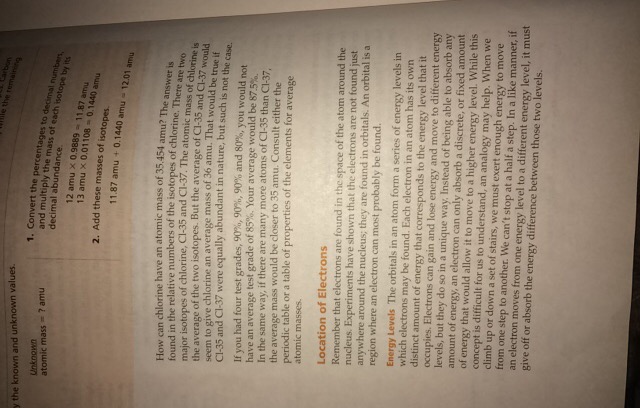 while the remaining
Carbon
y the known and unknown values.
Unknown
atomic mass = ? amu
1. Convert the percentages to decimal numbers,
and multiply the mass of each isotope by its
decimal abundance.
12 amu × 0.9889 = 11.87 amu
13 amu × 0.01108 = 0.1440 amu
2. Add these masses of isotopes.
11.87 amu + 0.1440 amu = 12.01 amu
How can chlorine have an atomic mass of 35.454 amu? The answer is
found in the relative numbers of the isotopes of chlorine. There are two
major isotopes of chlorine, Cl-35 and Cl-37. The atomic mass of chlorine is
the average of the two isotopes. But the average of Cl-35 and Cl-37 would
seem to give chlorine an average mass of 36 amu. That would be true if
Cl-35 and Cl-37 were equally abundant in nature, but such is not the case.
If you had four test grades, 90%, 90%, 90% and 80%, you would not
have an average test grade of 85%. Your average would be 87.5%.
In the same way, if there are many more atoms of Cl-35 than Cl-37,
the average mass would be closer to 35 amu. Consult either the
periodic table or a table of properties of the elements for average
atomic masses.
Location of Electrons
Remember that electrons are found in the space of the atom around the
nucleus. Experiments have shown that the electrons are not found just
anywhere around the nucleus; they are found in orbitals. An orbital is a
region where an electron can most probably be found.
Energy Levels The orbitals in an atom form a series of energy levels in
which electrons may be found. Each electron in an atom has its own
distinct amount of energy that corresponds to the energy level that it
occupies. Electrons can gain and lose energy and move to different energy
levels, but they do so in a unique way. Instead of being able to absorb any
amount of energy, an electron can only absorb a discrete, or fixed amount
of energy that would allow it to move to a higher energy level. While this
concept is difficult for us to understand, an analogy may help. When we
climb up or down a set of stairs, we must exert enough energy to move
from one step to another. We can't stop at a half a step. In a like manner, if
an electron moves from one energy level to a different energy level, it must
give off or absorb the energy difference between those two levels.